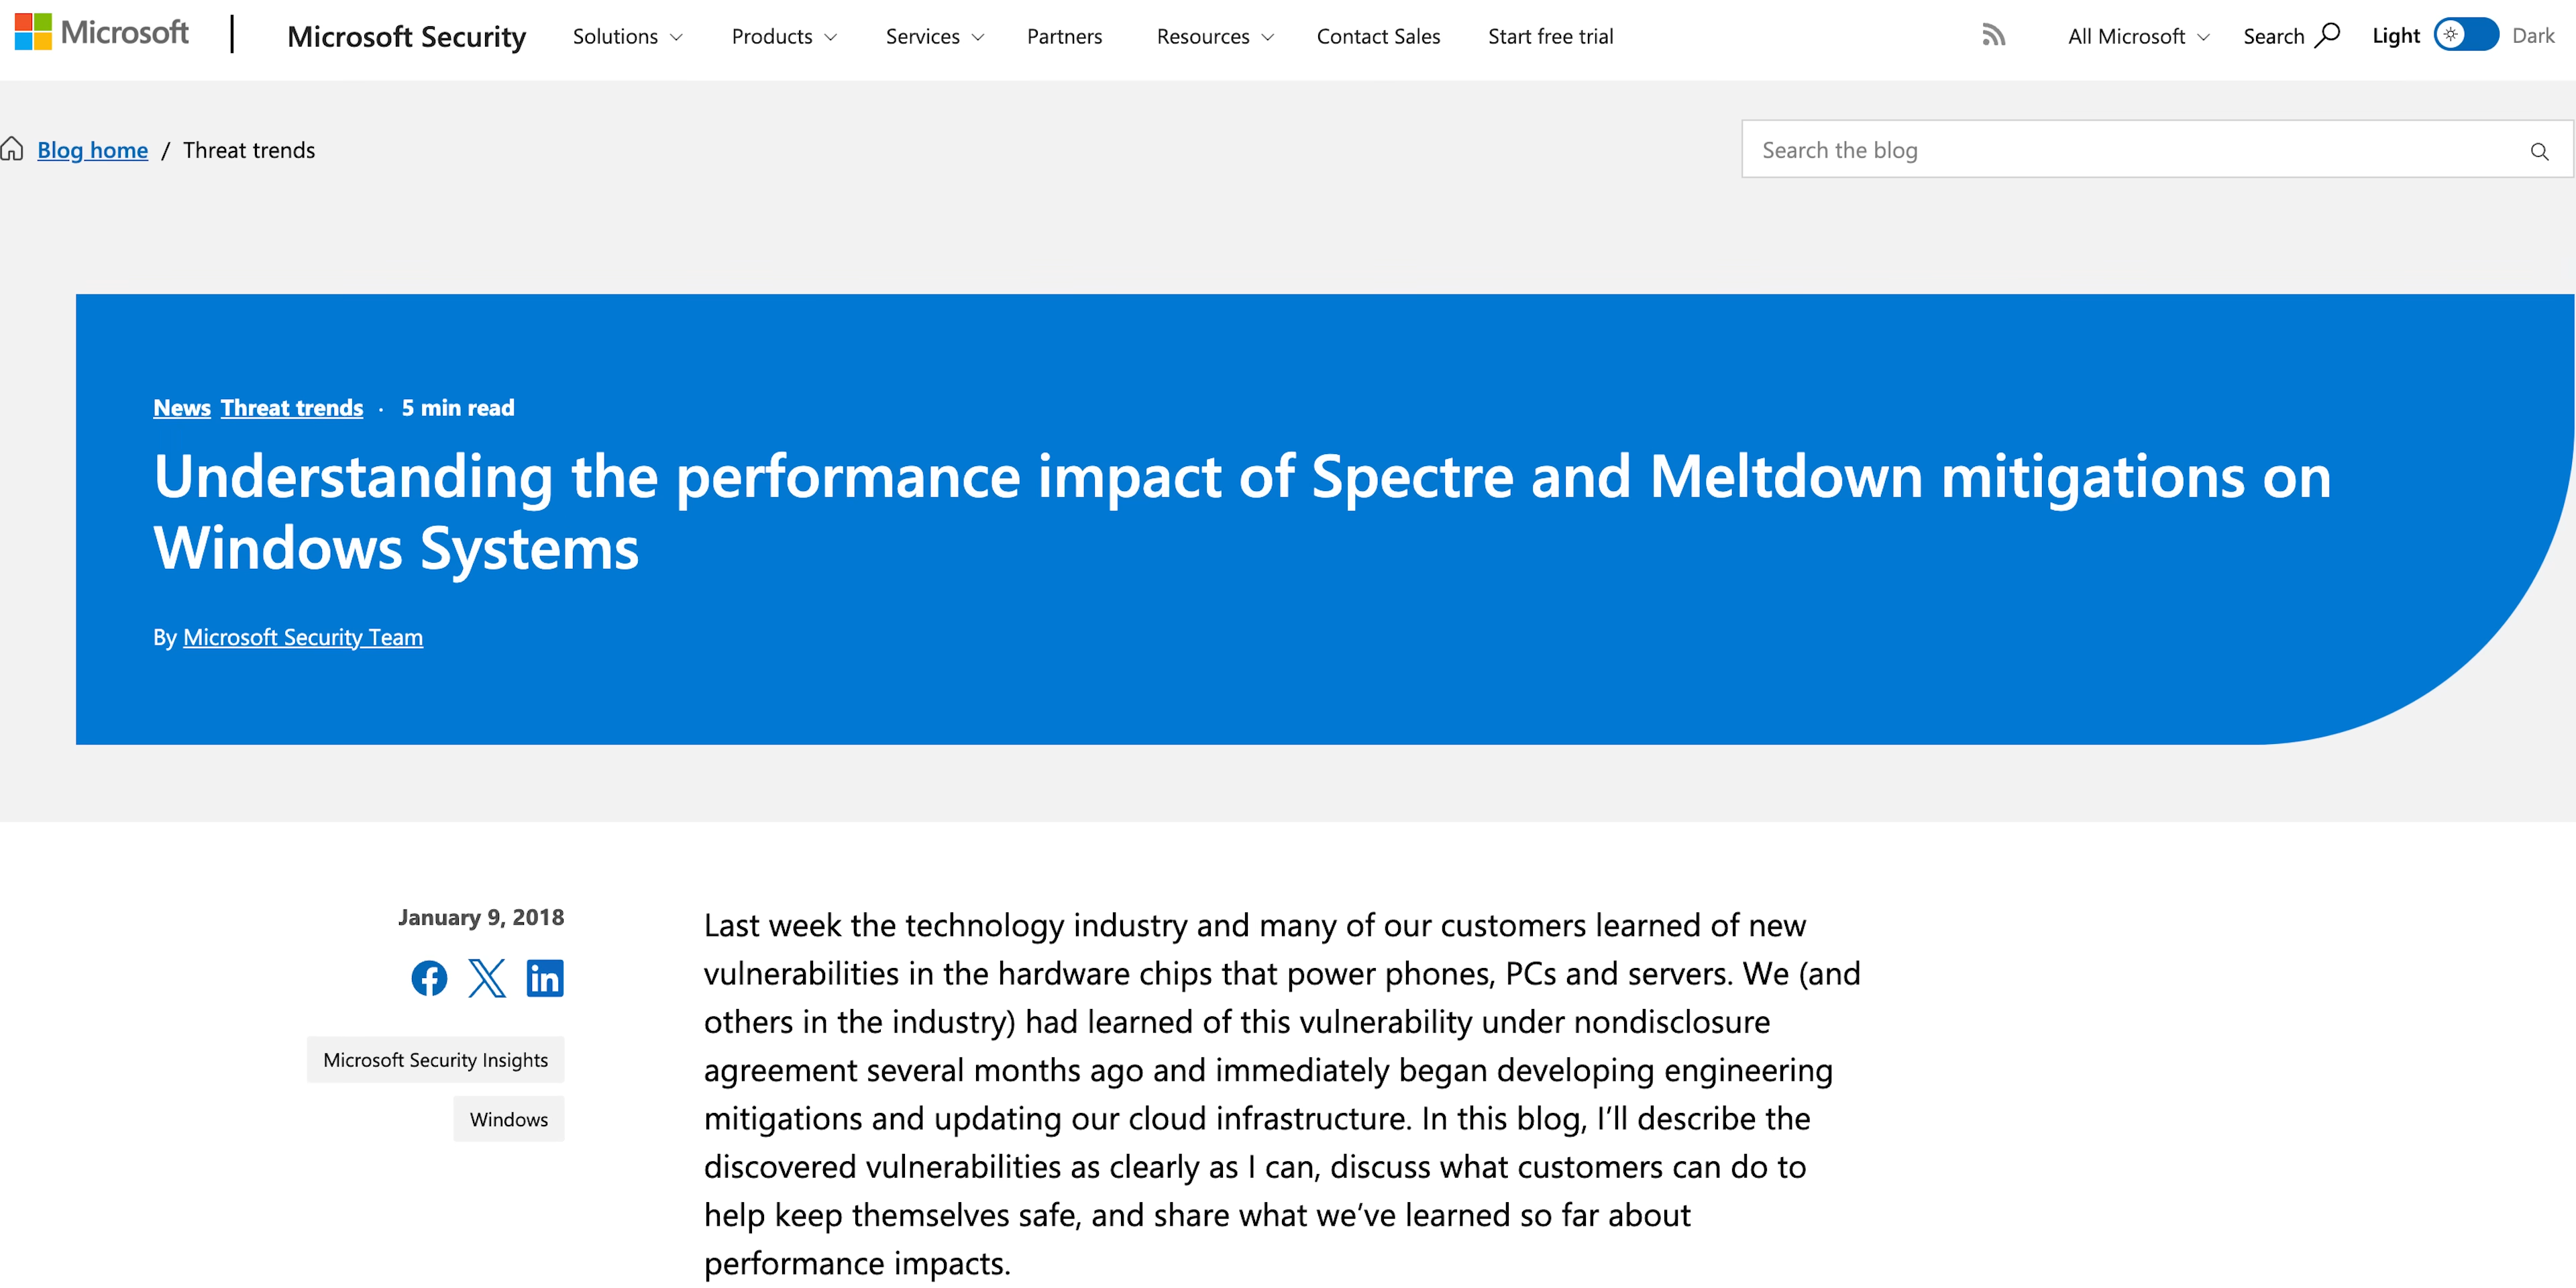 Microsoft | Microsoft Security Solutions Products Services Partners Resources Contact Sales Start free trial All Microsoft Search Light Dark
Blog home / Threat trends Search the blog
News Threat trends · 5 min read
Understanding the performance impact of Spectre and Meltdown mitigations on
Windows Systems
By Microsoft Security Team
January 9, 2018
Microsoft Security Insights
Windows
Last week the technology industry and many of our customers learned of new
vulnerabilities in the hardware chips that power phones, PCs and servers. We (and
others in the industry) had learned of this vulnerability under nondisclosure
agreement several months ago and immediately began developing engineering
mitigations and updating our cloud infrastructure. In this blog, I’ll describe the
discovered vulnerabilities as clearly as I can, discuss what customers can do to
help keep themselves safe, and share what we’ve learned so far about
performance impacts.